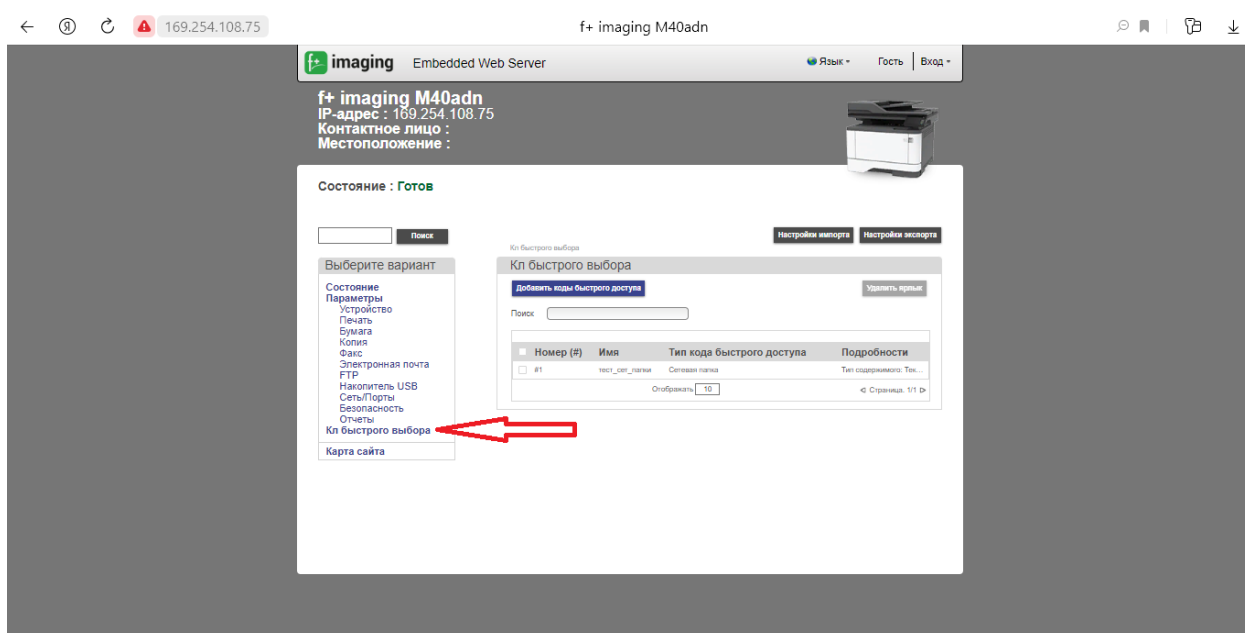 169.254.108.75
f+ imaging M40adn
f+ imaging Embedded Web Server
Язык
Гость
Вход
f+ imaging M40adn
IP-адрес : 169.254.108.75
Контактное лицо :
Местоположение :
Состояние : Готов
Поиск
Настройки импорта
Настройки экспорта
Выберите вариант
Состояние
Параметры
Устройство
Печать
Бумага
Копия
Факс
Электронная почта
FTP
Накопитель USB
Сеть/Порты
Безопасность
Отчеты
Кл быстрого выбора
Карта сайта
Кл быстрого выбора
Кл быстрого выбора
Добавить коды быстрого доступа
Удалить ярлык
Поиск
Номер (#) Имя Тип кода быстрого доступа Подробности
#1 тест_сет_папки Сетевая папка Тип содержимого: Тек...
Отображать 10
Страница. 1/1